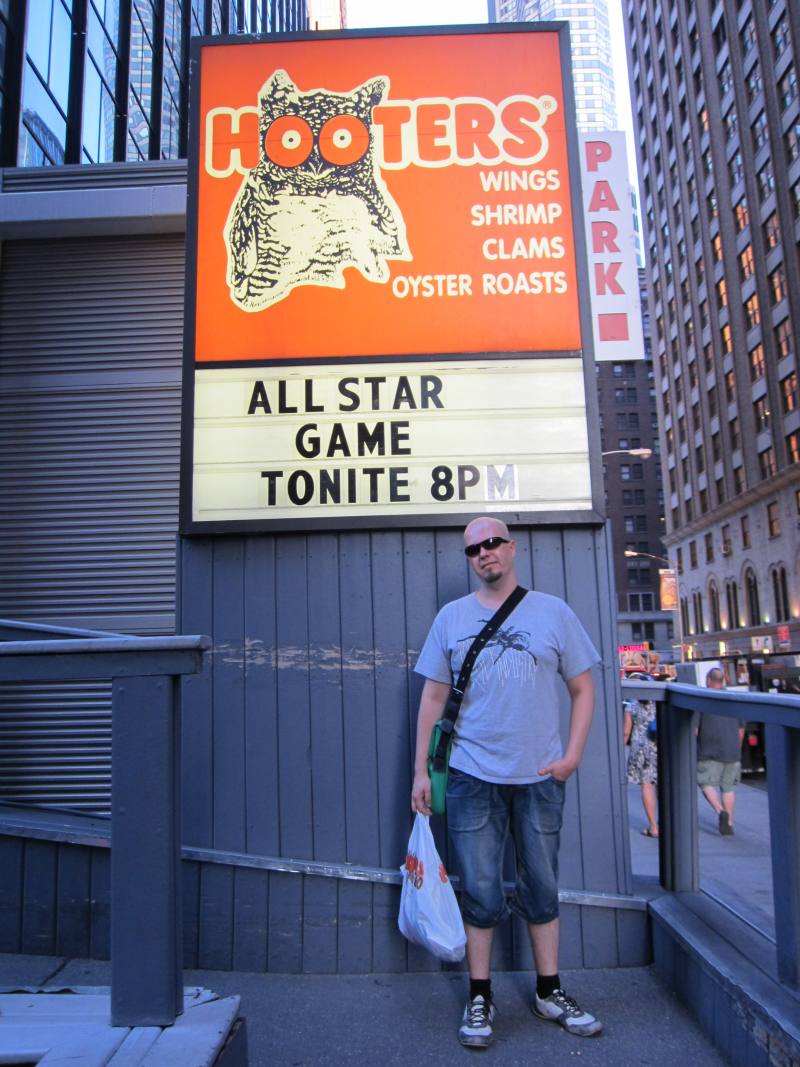 HOOTERS®
WINGS
SHRIMP
CLAMS
OYSTER ROASTS
PARK
ALL STAR
GAME
TONITE 8PM